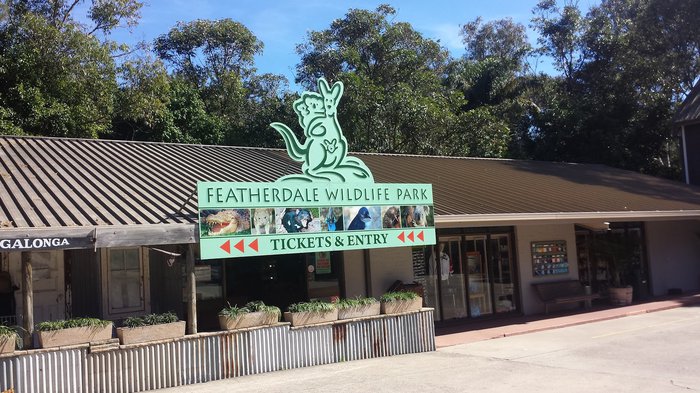 FEATHERDALE WILDLIFE PARK
TICKETS & ENTRY
GALONGA